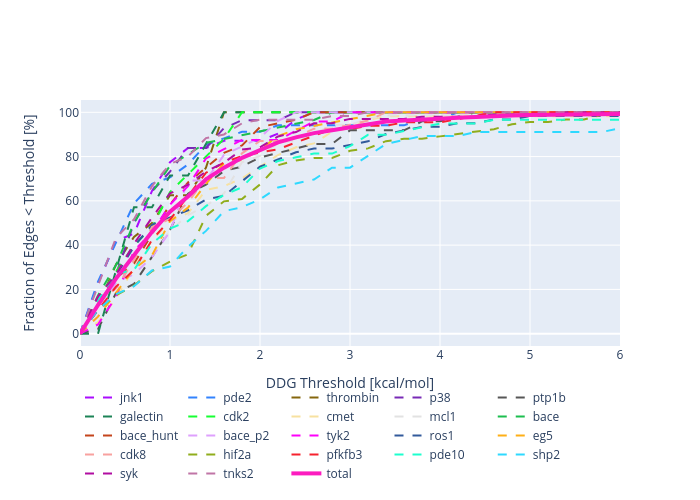 Fraction of Edges < Threshold [%]
100
80
60
40
20
0
0 1 2 3 4 5 6
DDG Threshold [kcal/mol]
jnk1 pde2 thrombin p38 ptp1b
galectin cdk2 cmet mcl1 bace
bace_hunt bace_p2 tyk2 ros1 eg5
cdk8 hif2a pfkfb3 pde10 shp2
syk tnks2 total